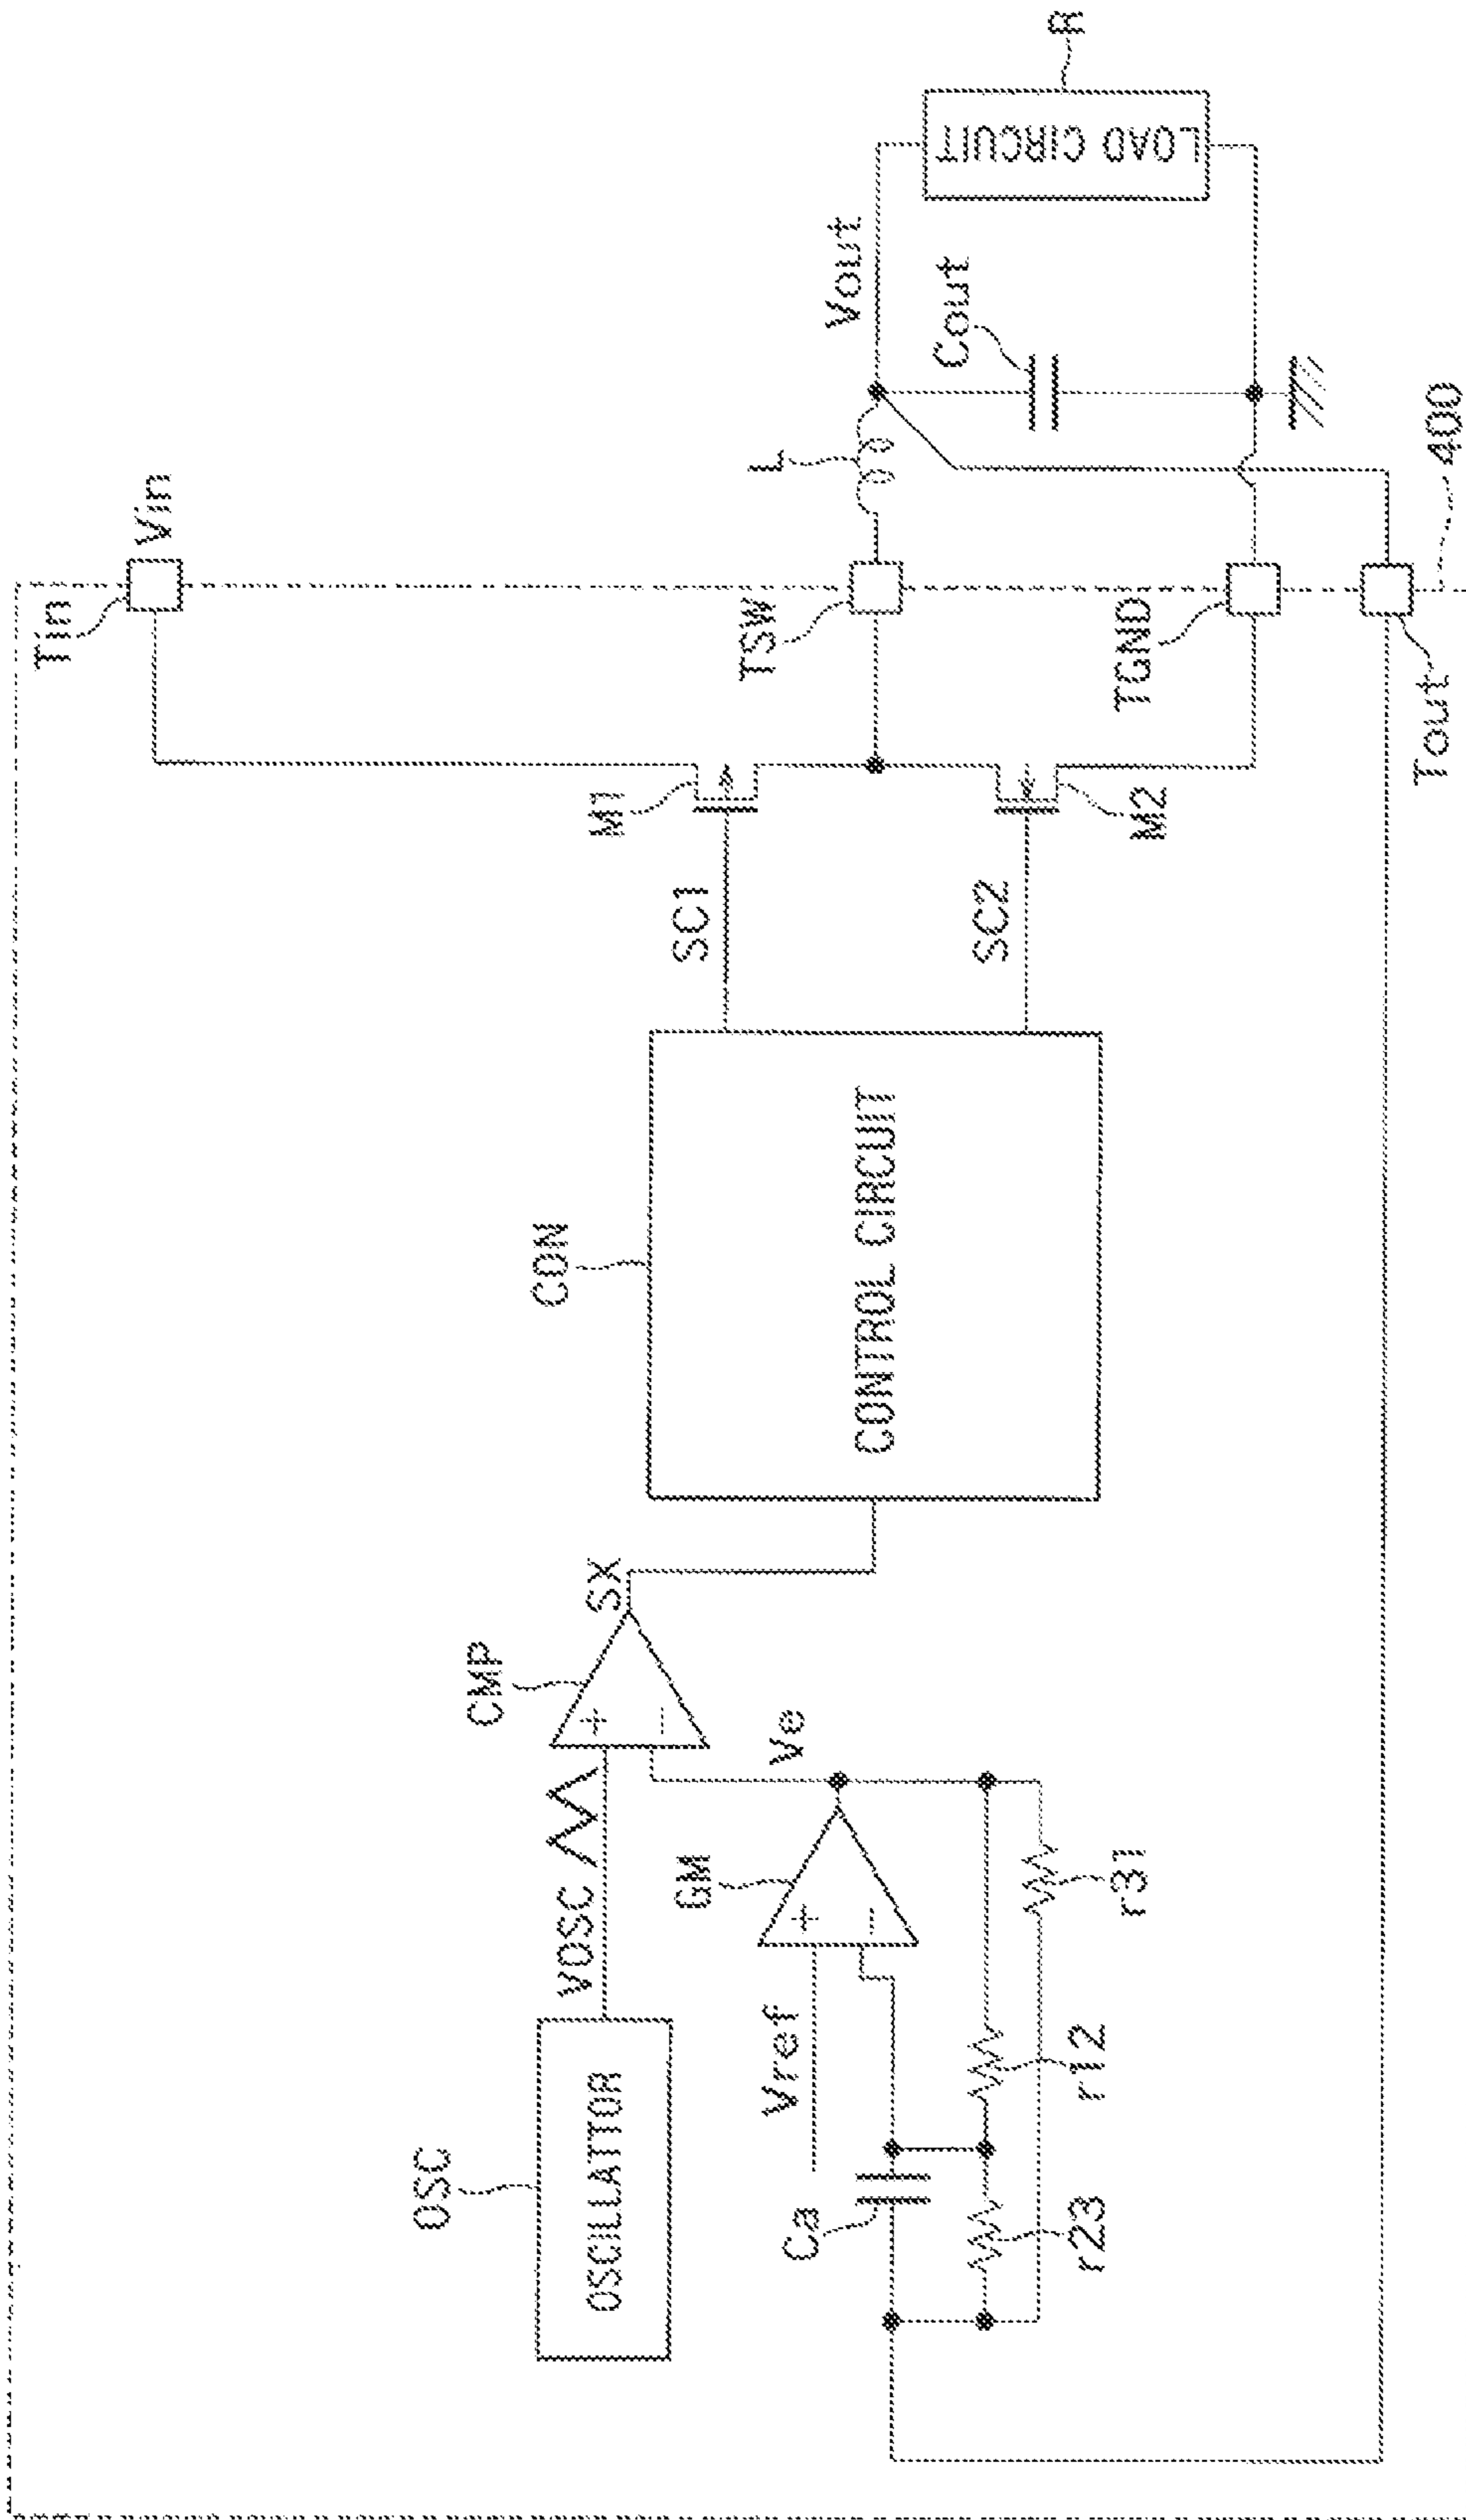 Tin
Vin
OSC
OSCILLATTOR
VOSC
CMP
SX
Vref
GM
Ve
Ca
r23
r12
r31
CON
CONTROL CIRCUIT
SC1
SC2
M1
M2
TSW
TGND
Tout
L
Vout
Cout
LOAD CIRCUIT
R
400
+
−
+
−